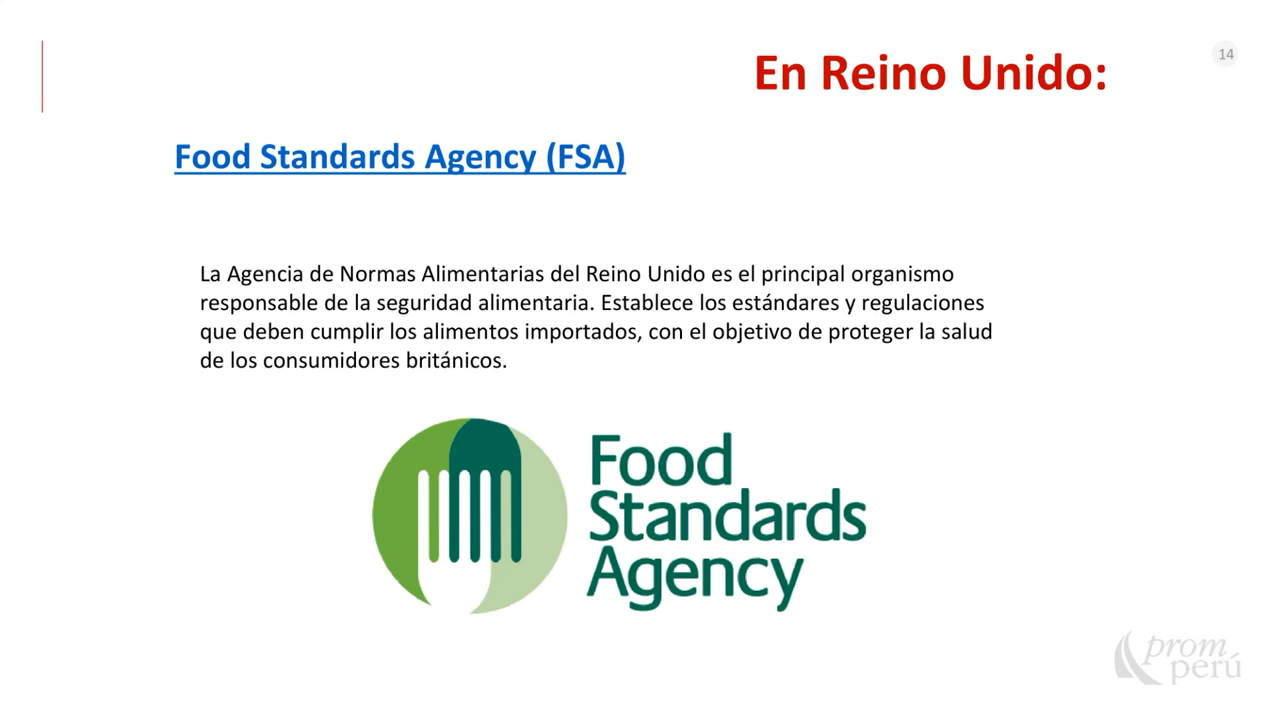 14
En Reino Unido:
Food Standards Agency (FSA)
La Agencia de Normas Alimentarias del Reino Unido es el principal organismo
responsable de la seguridad alimentaria. Establece los estándares y regulaciones
que deben cumplir los alimentos importados, con el objetivo de proteger la salud
de los consumidores británicos.
Food
Standards
Agency
prom
perú